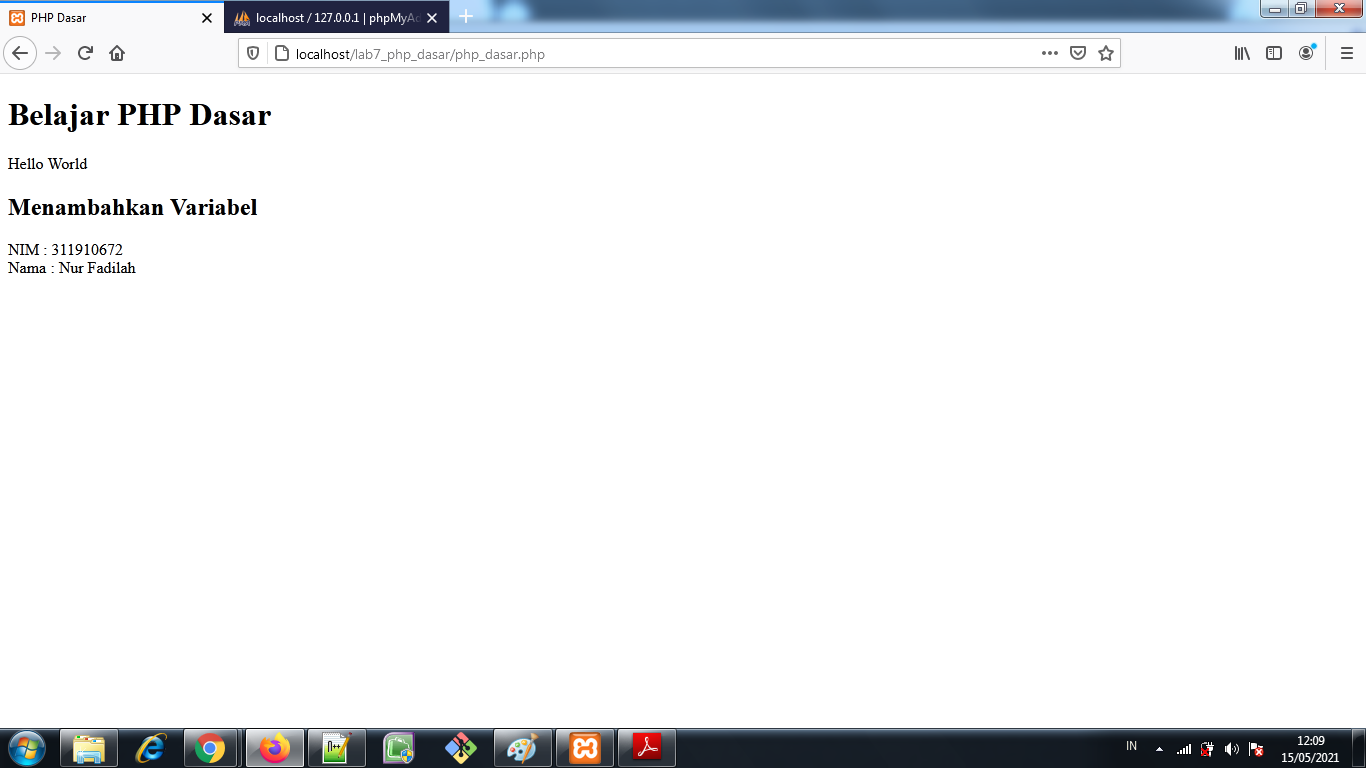 PHP Dasar
localhost / 127.0.0.1 | phpMyAd
localhost/lab7_php_dasar/php_dasar.php
Belajar PHP Dasar
Hello World
Menambahkan Variabel
NIM : 311910672
Nama : Nur Fadilah
IN
12:09
15/05/2021